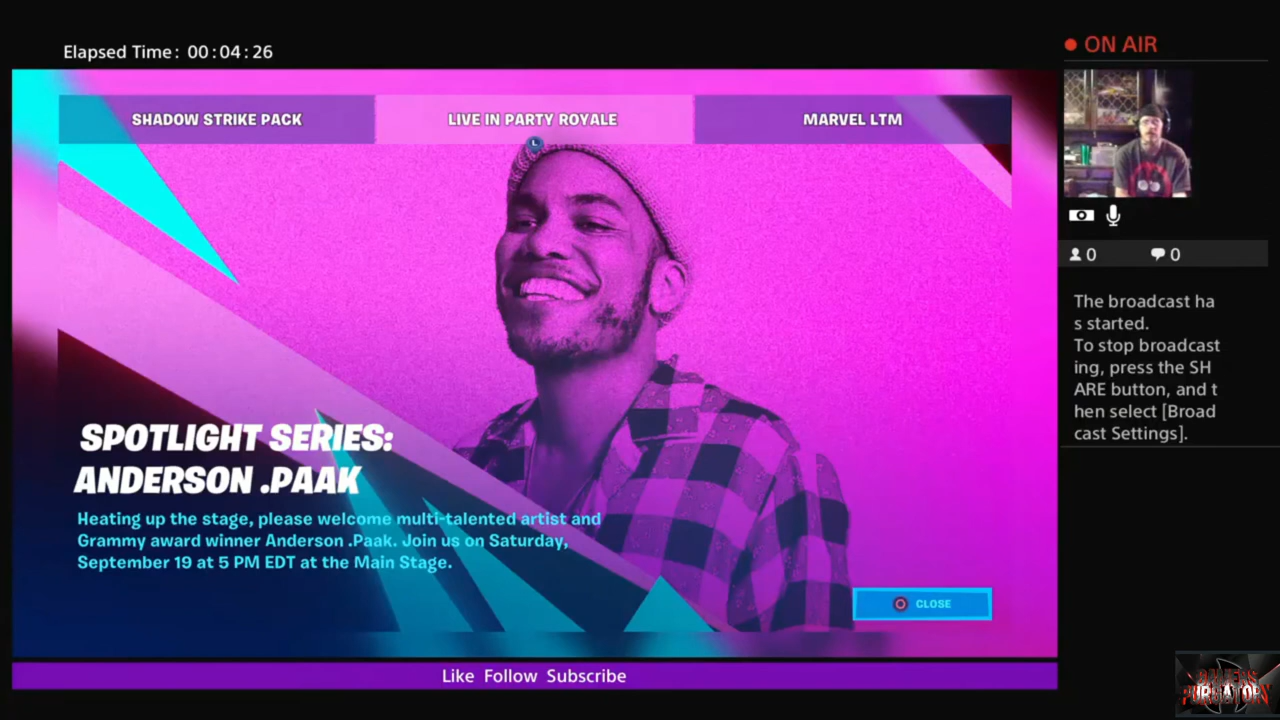 Elapsed Time: 00:04:26
ON AIR
SHADOW STRIKE PACK
LIVE IN PARTY ROYALE
MARVEL LTM
L
0
0
The broadcast ha
s started.
To stop broadcast
ing, press the SH
ARE button, and t
hen select [Broad
cast Settings].
SPOTLIGHT SERIES:
ANDERSON .PAAK
Heating up the stage, please welcome multi-talented artist and
Grammy award winner Anderson .Paak. Join us on Saturday,
September 19 at 5 PM EDT at the Main Stage.
CLOSE
Like Follow Subscribe
PURGATORY